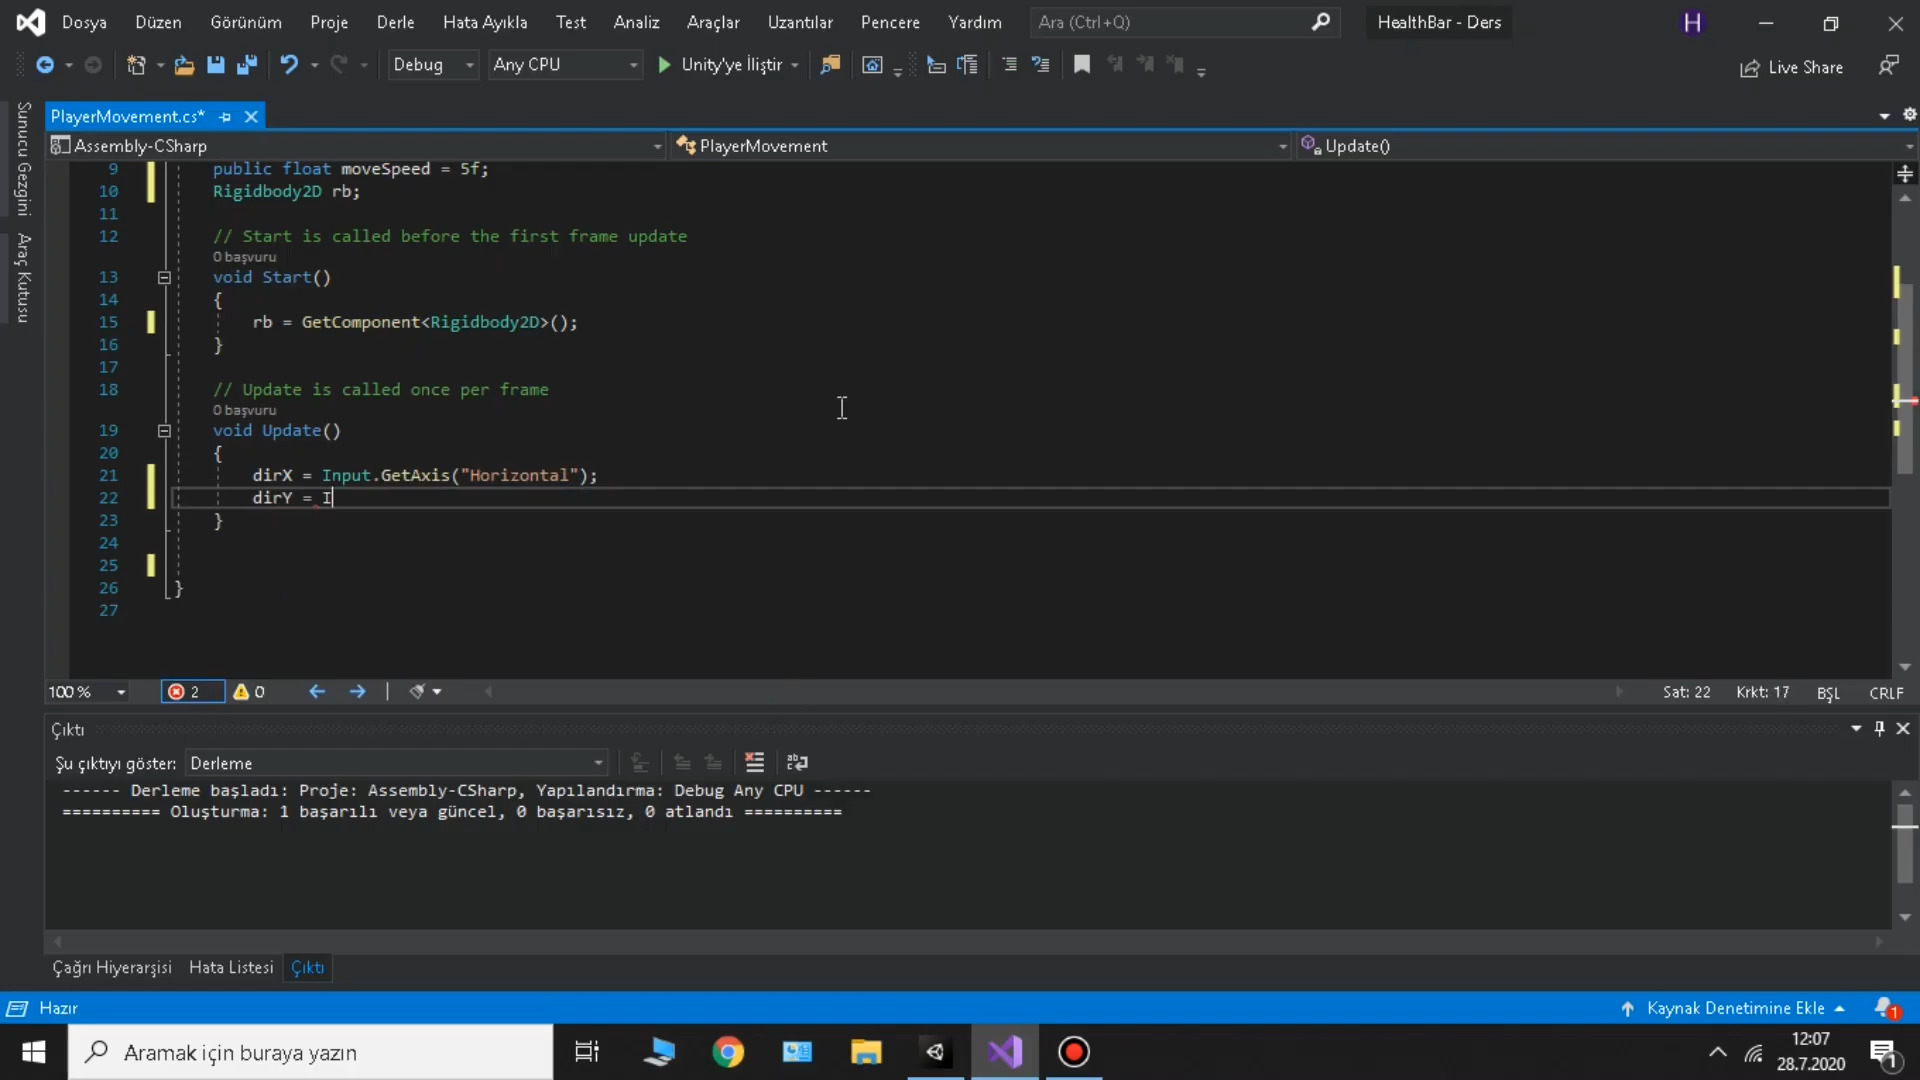 Dosya Düzen Görünüm Proje Derle Hata Ayıkla Test Analiz Araçlar Uzantılar Pencere Yardım Ara (Ctrl+Q) HealthBar - Ders H
Debug Any CPU Unity'ye İliştir Live Share
Sunucu Gezgini
Araç Kutusu
PlayerMovement.cs*
Assembly-CSharp PlayerMovement Update()
9 public float moveSpeed = 5f;
10 Rigidbody2D rb;
11
12 // Start is called before the first frame update
0 başvuru
13 void Start()
14 {
15 rb = GetComponent<Rigidbody2D>();
16 }
17
18 // Update is called once per frame
0 başvuru
19 void Update()
20 {
21 dirX = Input.GetAxis("Horizontal");
22 dirY = I
23 }
24
25
26 }
27
100 % 2 0 Sat: 22 Krkt: 17 BŞL CRLF
Çıktı
Şu çıktıyı göster: Derleme
------ Derleme başladı: Proje: Assembly-CSharp, Yapılandırma: Debug Any CPU ------
========== Oluşturma: 1 başarılı veya güncel, 0 başarısız, 0 atlandı ==========
Çağrı Hiyerarşisi Hata Listesi Çıktı
Hazır Kaynak Denetimine Ekle 1
Aramak için buraya yazın 12:07
28.7.2020 1